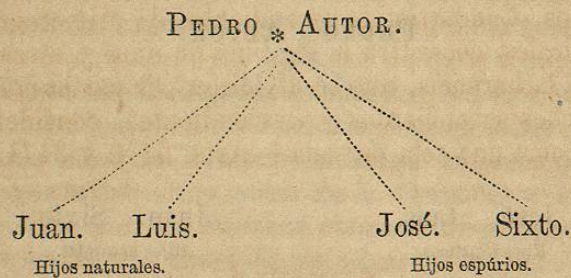 PEDRO * AUTOR.
Juan. Luis. José. Sixto.
Hijos naturales. Hijos espúrios.